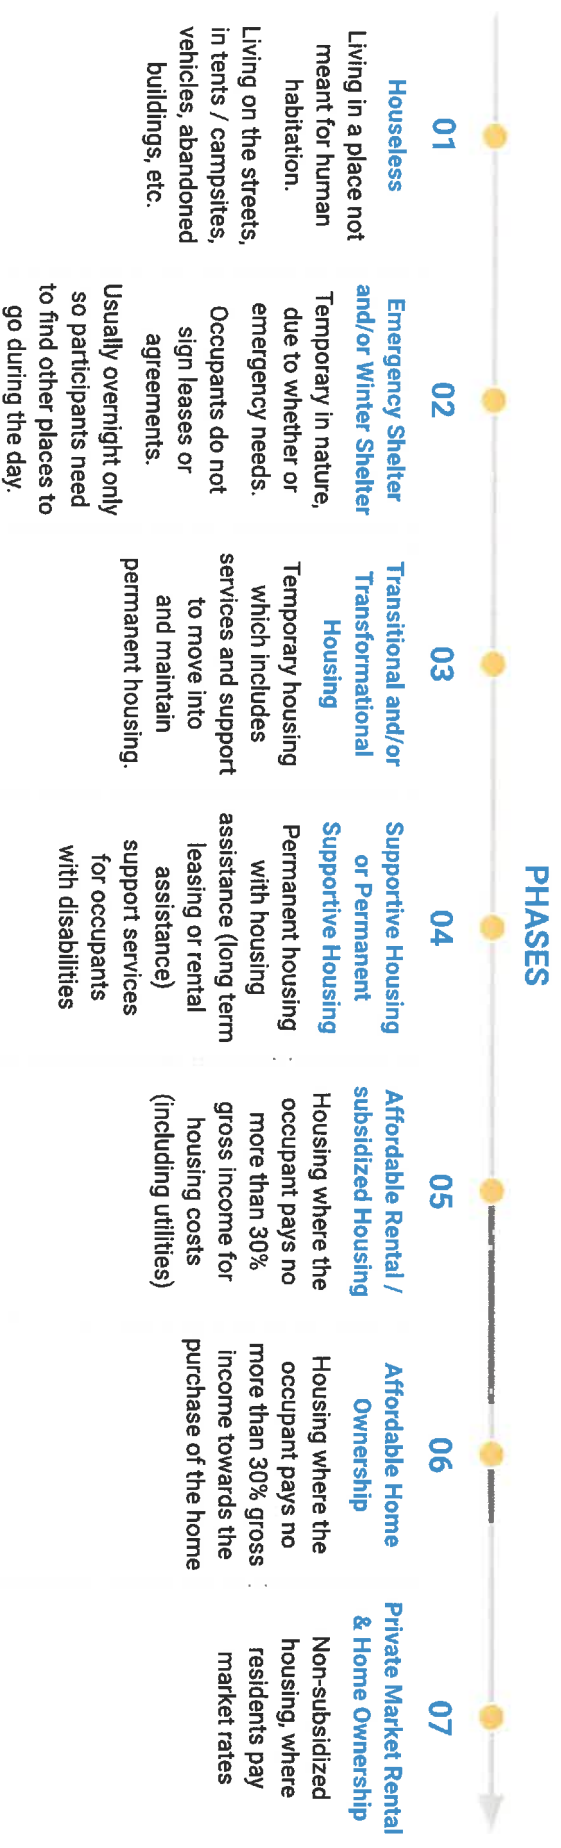 PHASES
01
Houseless
Living in a place not
meant for human
habitation.
Living on the streets,
in tents / campsites,
vehicles, abandoned
buildings, etc.
02
Emergency Shelter
and/or Winter Shelter
Temporary in nature,
due to whether or
emergency needs.
Occupants do not
sign leases or
agreements.
Usually overnight only
so participants need
to find other places to
go during the day.
03
Transitional and/or
Transformational
Housing
Temporary housing
which includes
services and support
to move into
and maintain
permanent housing.
04
Supportive Housing
or Permanent
Supportive Housing
Permanent housing
with housing
assistance (long term
leasing or rental
assistance)
support services
for occupants
with disabilities
05
Affordable Rental /
subsidized Housing
Housing where the
occupant pays no
more than 30%
gross income for
housing costs
(including utilities)
06
Affordable Home
Ownership
Housing where the
occupant pays no
more than 30% gross
income towards the
purchase of the home
07
Private Market Rental
& Home Ownership
Non-subsidized
housing, where
residents pay
market rates